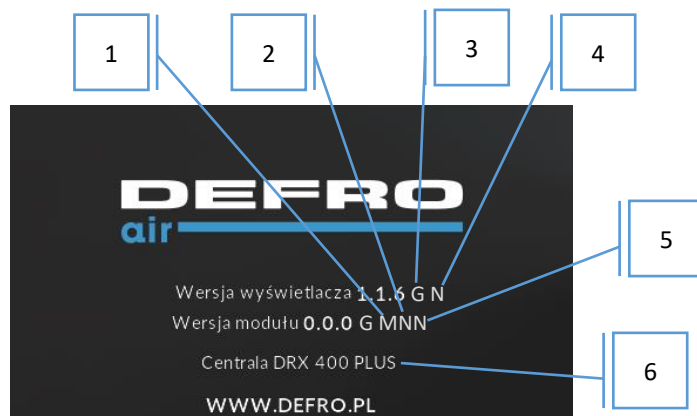 1 2 3 4
DEFRO
air
5
Wersja wyświetlacza 1.1.6 G N
Wersja modułu 0.0.0 G MNN
Centrala DRX 400 PLUS
6
WWW.DEFRO.PL